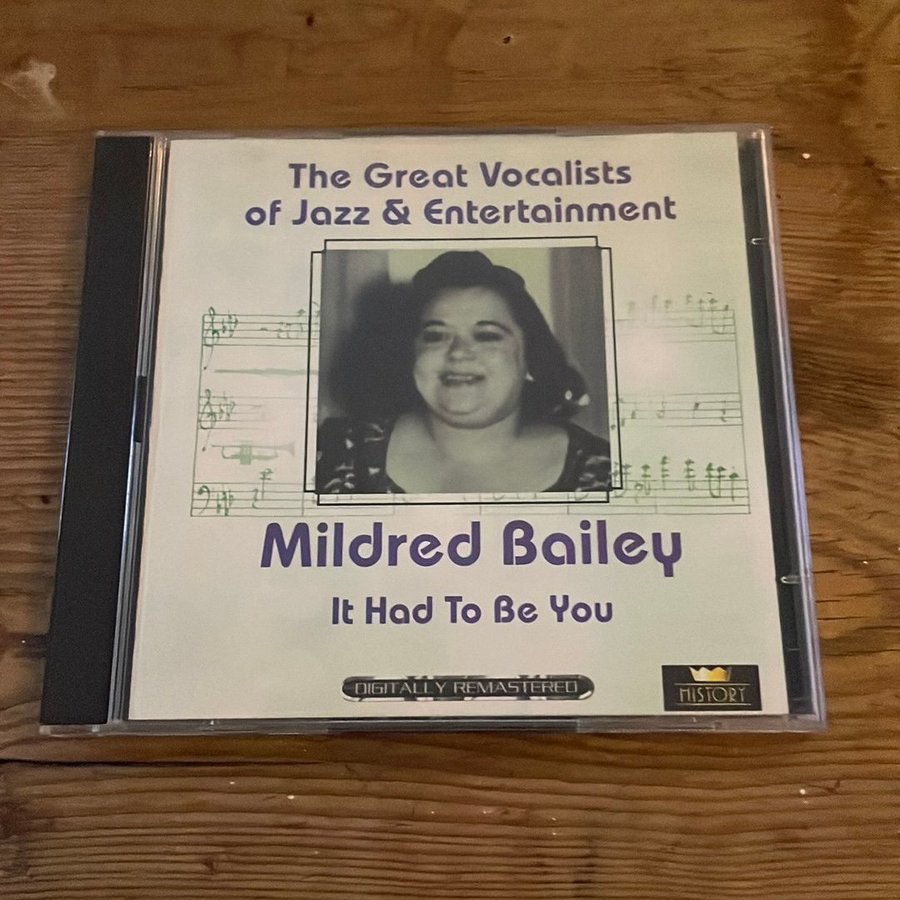 The Great Vocalists
of Jazz & Entertainment
Mildred Bailey
It Had To Be You
DIGITALLY REMASTERED
HISTORY